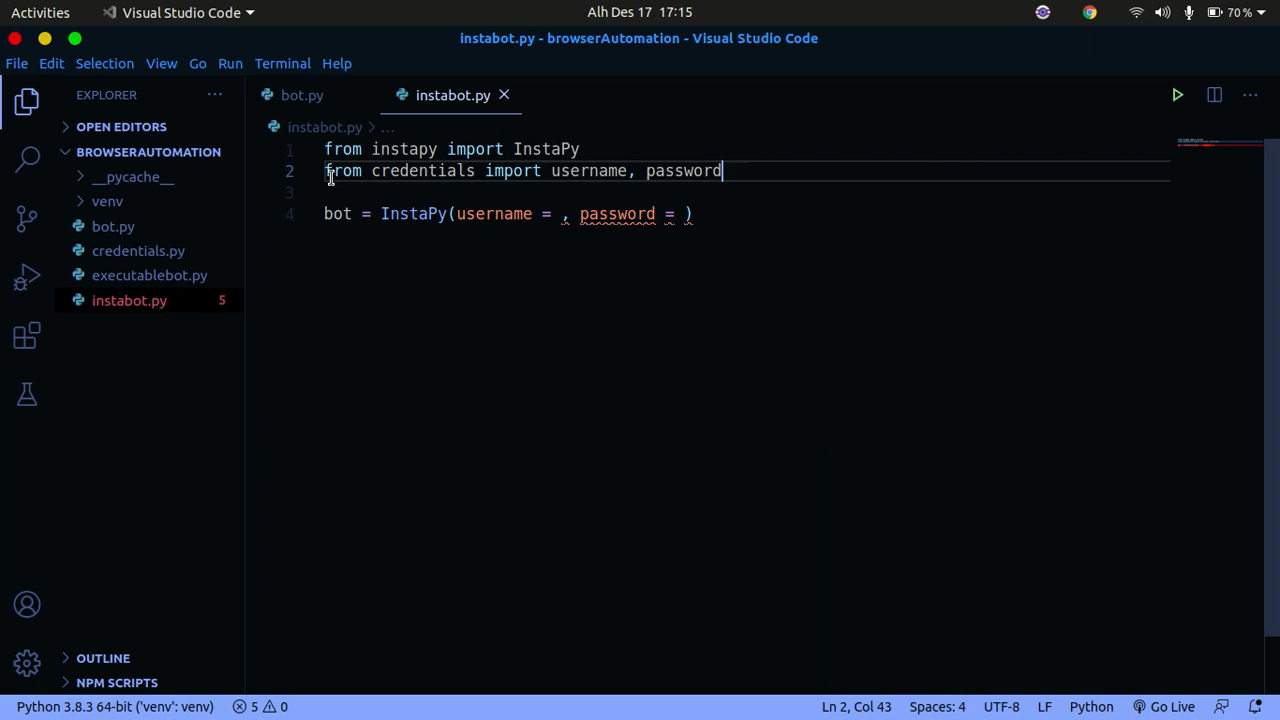 Activities
Visual Studio Code
Alh Des 17 17:15
70 %
instabot.py - browserAutomation - Visual Studio Code
File Edit Selection View Go Run Terminal Help
EXPLORER
OPEN EDITORS
BROWSERAUTOMATION
__pycache__
venv
bot.py
credentials.py
executablebot.py
instabot.py 5
OUTLINE
NPM SCRIPTS
bot.py
instabot.py
instabot.py > ...
1 from instapy import InstaPy
2 from credentials import username, password
3
4 bot = InstaPy(username = , password = )
Python 3.8.3 64-bit ('venv': venv) 5 0 Ln 2, Col 43 Spaces: 4 UTF-8 LF Python Go Live